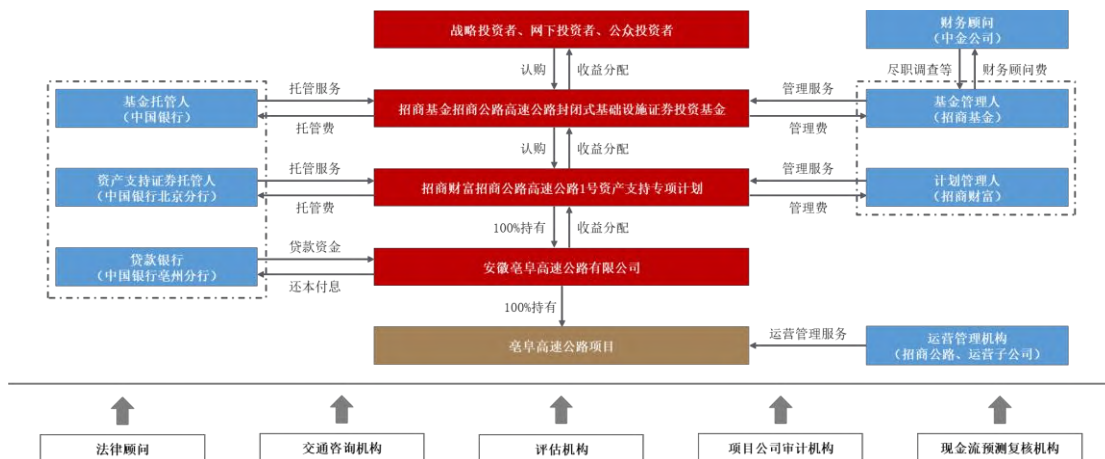 战略投资者、网下投资者、公众投资者
财务顾问
（中金公司）
认购
收益分配
尽职调查等
财务顾问费
基金托管人
（中国银行）
托管服务
托管费
招商基金招商公路高速公路封闭式基础设施证券投资基金
管理服务
管理费
基金管理人
（招商基金）
认购
收益分配
资产支持证券托管人
（中国银行北京分行）
托管服务
托管费
招商财富招商公路高速公路1号资产支持专项计划
管理服务
管理费
计划管理人
（招商财富）
100%持有
收益分配
贷款银行
（中国银行亳州分行）
贷款资金
还本付息
安徽亳阜高速公路有限公司
100%持有
亳阜高速公路项目
运营管理服务
运营管理机构
（招商公路、运营子公司）
法律顾问
交通咨询机构
评估机构
项目公司审计机构
现金流预测复核机构